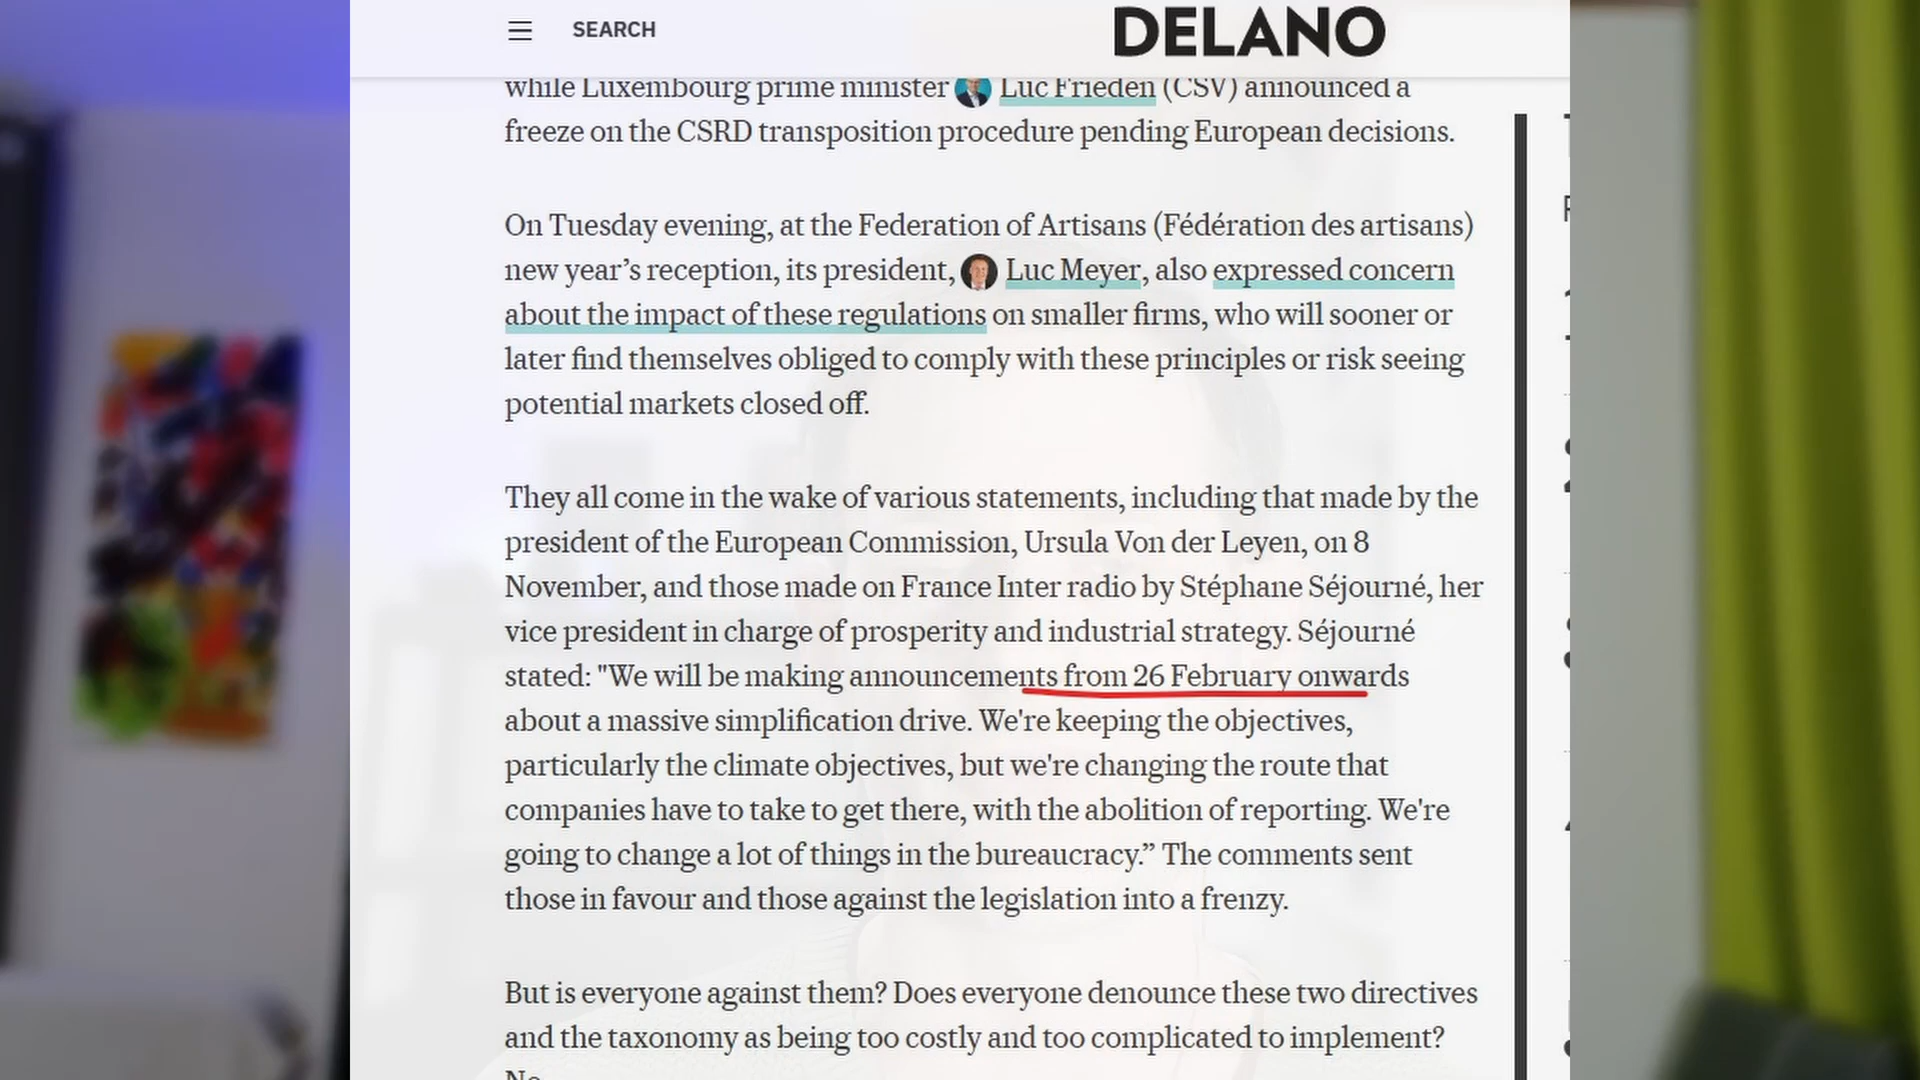 SEARCH
DELANO
while Luxembourg prime minister Luc Frieden (CSV) announced a
freeze on the CSRD transposition procedure pending European decisions.
On Tuesday evening, at the Federation of Artisans (Fédération des artisans)
new year’s reception, its president, Luc Meyer, also expressed concern
about the impact of these regulations on smaller firms, who will sooner or
later find themselves obliged to comply with these principles or risk seeing
potential markets closed off.
They all come in the wake of various statements, including that made by the
president of the European Commission, Ursula Von der Leyen, on 8
November, and those made on France Inter radio by Stéphane Séjourné, her
vice president in charge of prosperity and industrial strategy. Séjourné
stated: "We will be making announcements from 26 February onwards
about a massive simplification drive. We're keeping the objectives,
particularly the climate objectives, but we're changing the route that
companies have to take to get there, with the abolition of reporting. We're
going to change a lot of things in the bureaucracy.” The comments sent
those in favour and those against the legislation into a frenzy.
But is everyone against them? Does everyone denounce these two directives
and the taxonomy as being too costly and too complicated to implement?